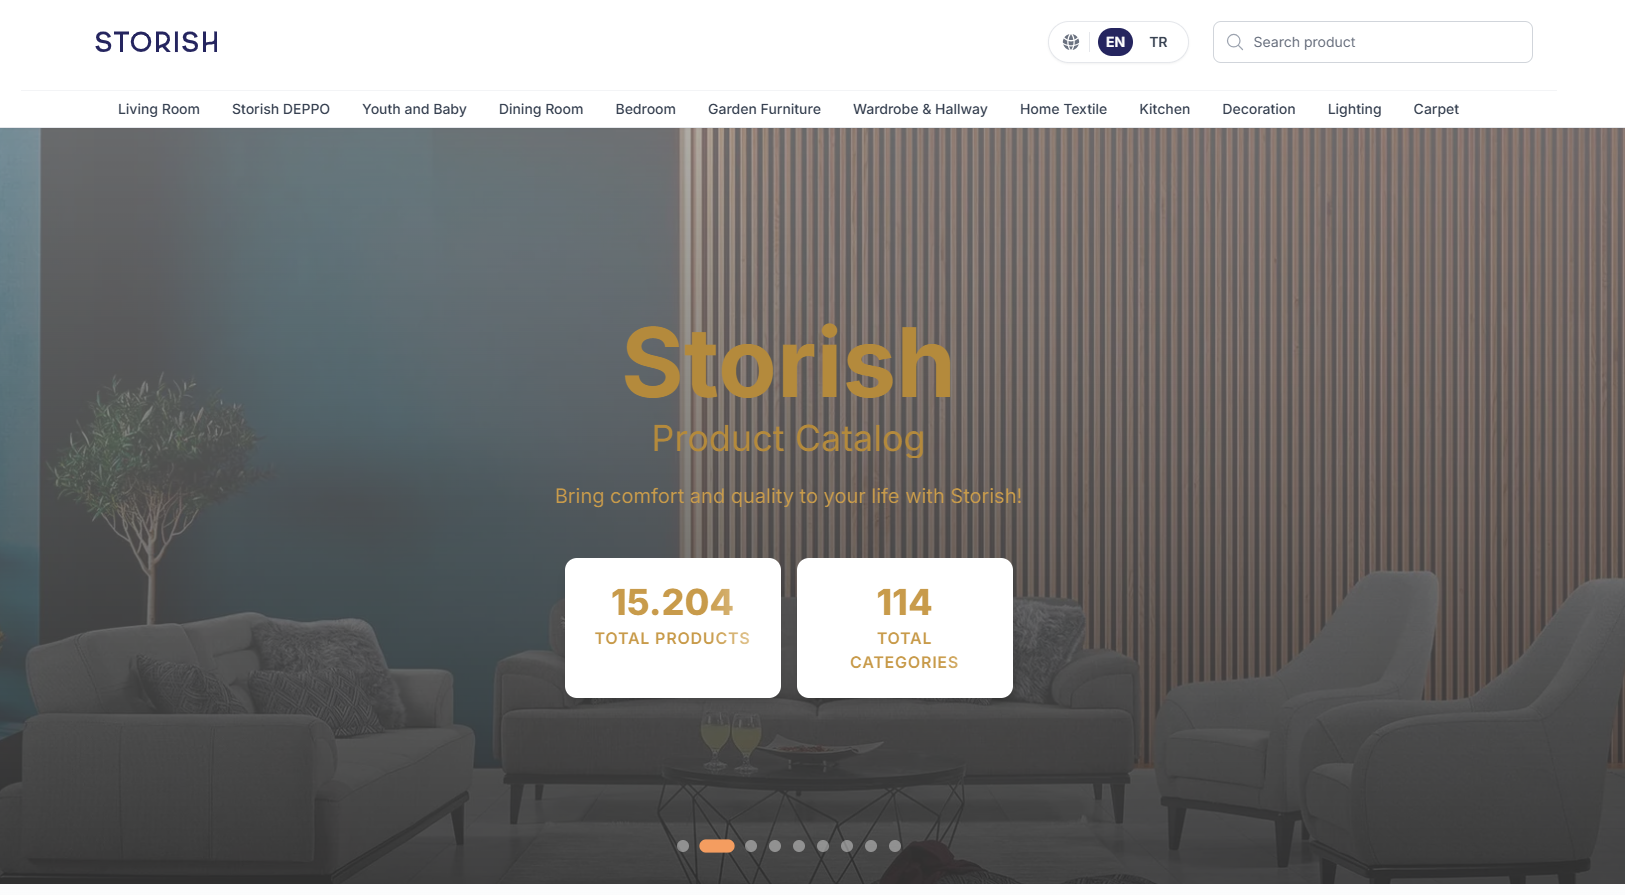 STORISH
EN TR
Search product
Living Room Storish DEPPO Youth and Baby Dining Room Bedroom Garden Furniture Wardrobe & Hallway Home Textile Kitchen Decoration Lighting Carpet
Storish
Product Catalog
Bring comfort and quality to your life with Storish!
15.204
TOTAL PRODUCTS
114
TOTAL
CATEGORIES